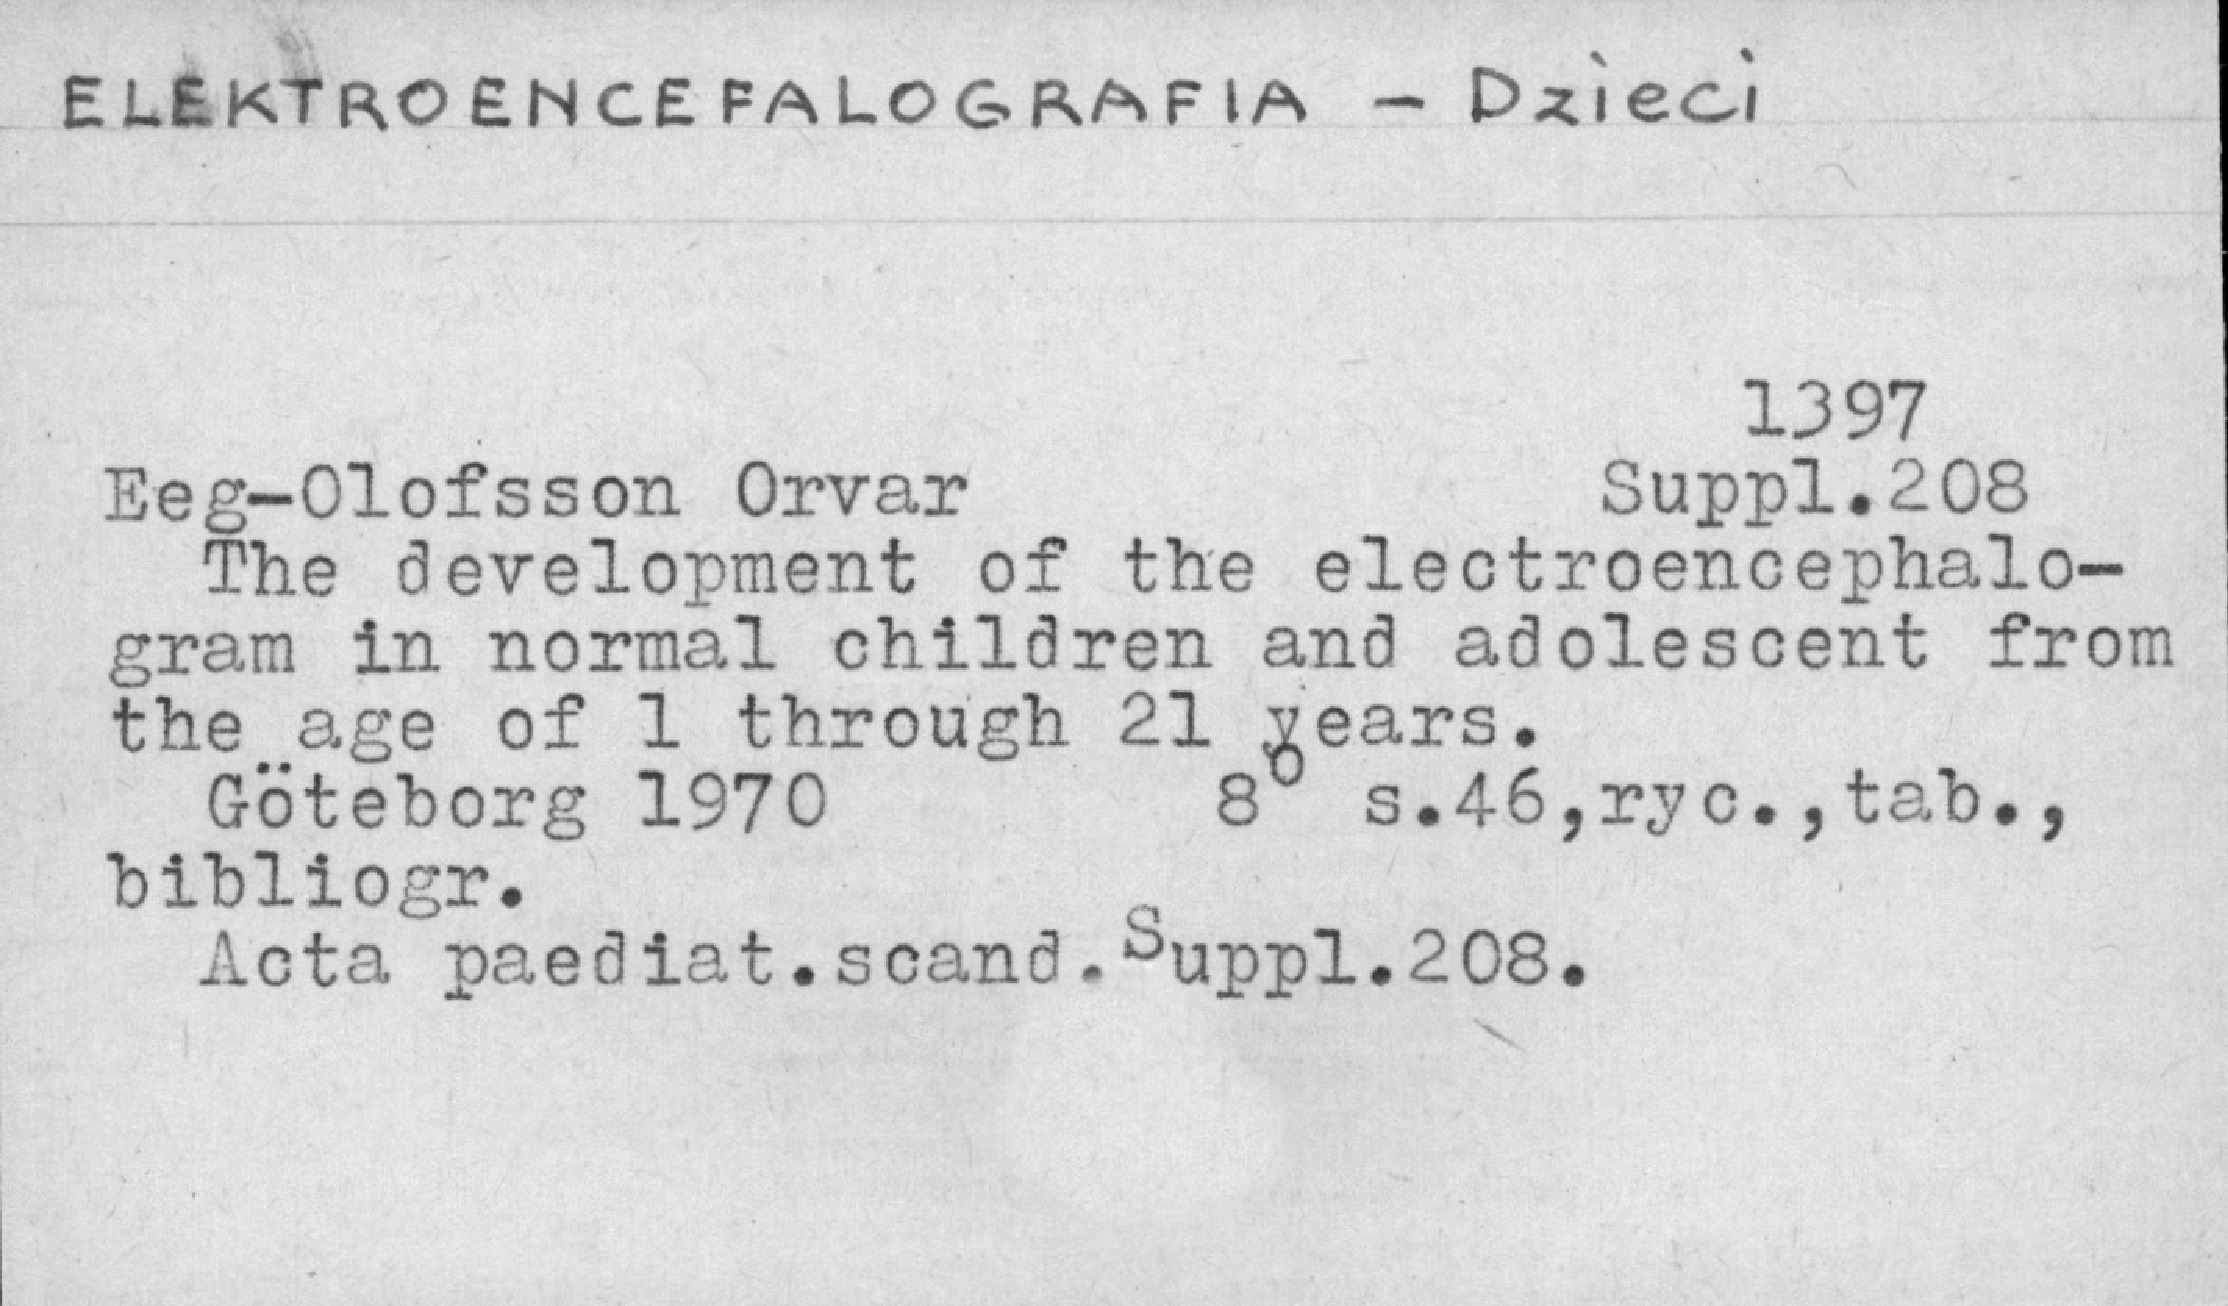 ELEKTROENCEFALOGRAFIA - Dzieci
1397
Eeg-Olofsson Orvar Suppl.208
The development of the electroencephalo-
gram in normal children and adolescent from
the age of 1 through 21 years.
Göteborg 1970 8° s.46,ryc.,tab.,
bibliogr.
Acta paediat.scand.Suppl.208.